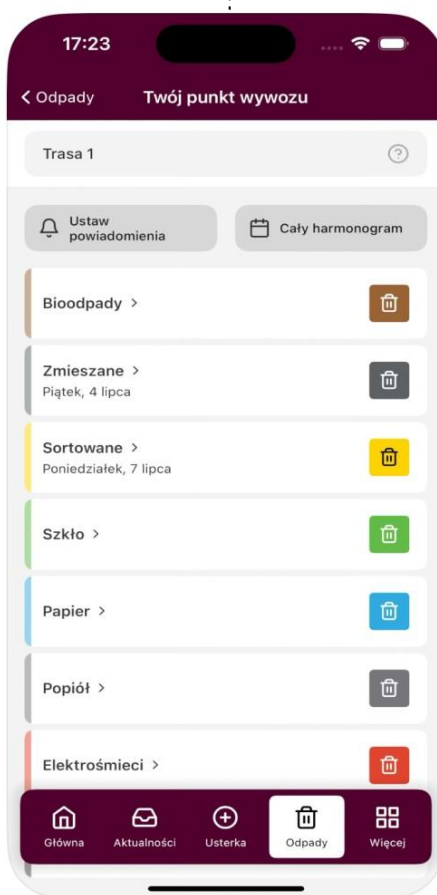 17:23
Odpady
Twój punkt wywozu
Trasa 1
Ustaw
powiadomienia
Cały harmonogram
Bioodpady
Zmieszane
Piątek, 4 lipca
Sortowane
Poniedziałek, 7 lipca
Szkło
Papier
Popiół
Elektrośmieci
Główna
Aktualności
Usterka
Odpady
Więcej